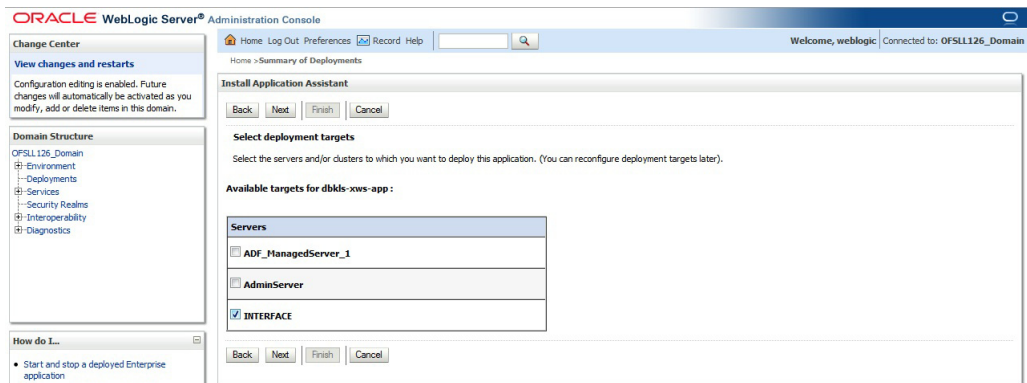 ORACLE WebLogic Server® Administration Console
Change Center
View changes and restarts
Configuration editing is enabled. Future
changes will automatically be activated as you
modify, add or delete items in this domain.
Domain Structure
OFSLL126_Domain
Environment
Deployments
Services
Security Realms
Interoperability
Diagnostics
How do I...
Start and stop a deployed Enterprise
application
Home Log Out Preferences Record Help
Welcome, weblogic Connected to: OFSLL126_Domain
Home >Summary of Deployments
Install Application Assistant
Back Next Finish Cancel
Select deployment targets
Select the servers and/or clusters to which you want to deploy this application. (You can reconfigure deployment targets later).
Available targets for dbkls-xws-app :
Servers
ADF_ManagedServer_1
AdminServer
INTERFACE
Back Next Finish Cancel